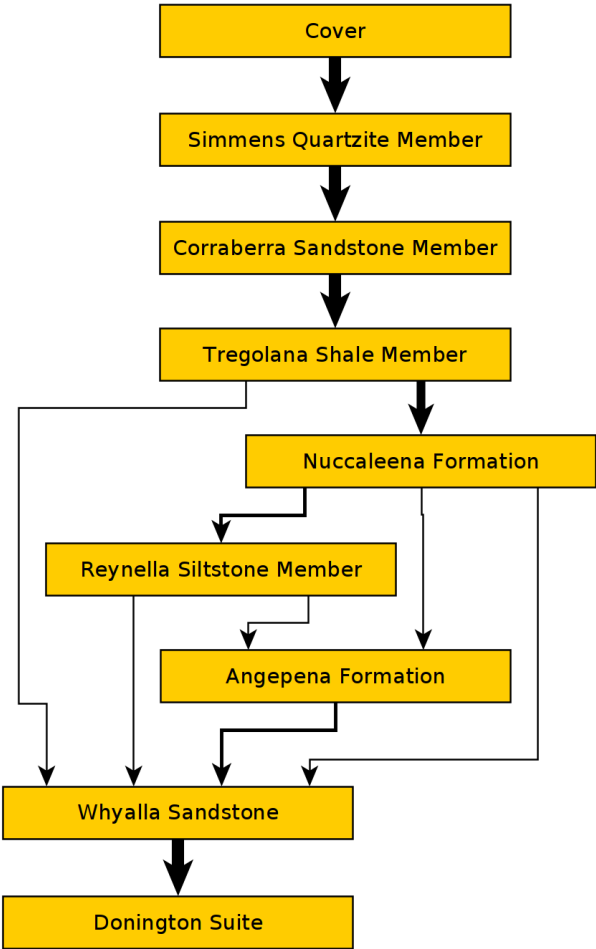 Cover
Simmens Quartzite Member
Corraberra Sandstone Member
Tregolana Shale Member
Nuccaleena Formation
Reynella Siltstone Member
Angepena Formation
Whyalla Sandstone
Donington Suite